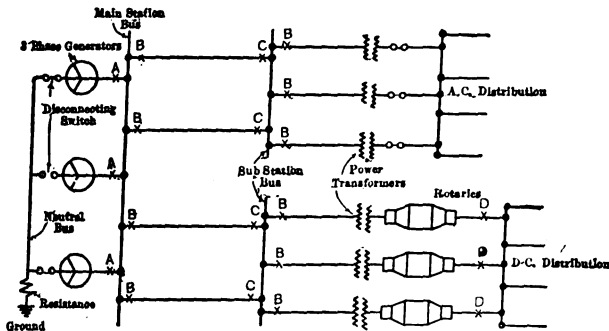 Main Station
Bus
3 Phase Generators
B
C
B
A
B
A.C. Distribution
Disconnecting
Switch
B
C
B
A
Sub Station
Bus
Power
Transformers
Rotaries
B
C
B
D
Neutral
Bus
B
D
D-C. Distribution
A
B
C
B
D
Resistance
Ground